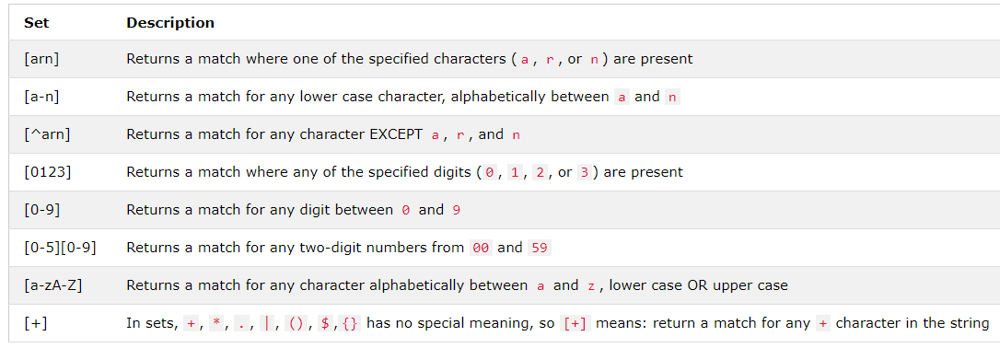 Set Description
[arn] Returns a match where one of the specified characters ( a , r , or n ) are present
[a-n] Returns a match for any lower case character, alphabetically between a and n
[^arn] Returns a match for any character EXCEPT a , r , and n
[0123] Returns a match where any of the specified digits ( 0 , 1 , 2 , or 3 ) are present
[0-9] Returns a match for any digit between 0 and 9
[0-5][0-9] Returns a match for any two-digit numbers from 00 and 59
[a-zA-Z] Returns a match for any character alphabetically between a and z , lower case OR upper case
[+] In sets, + , * , . , | , () , $ , {} has no special meaning, so [+] means: return a match for any + character in the string